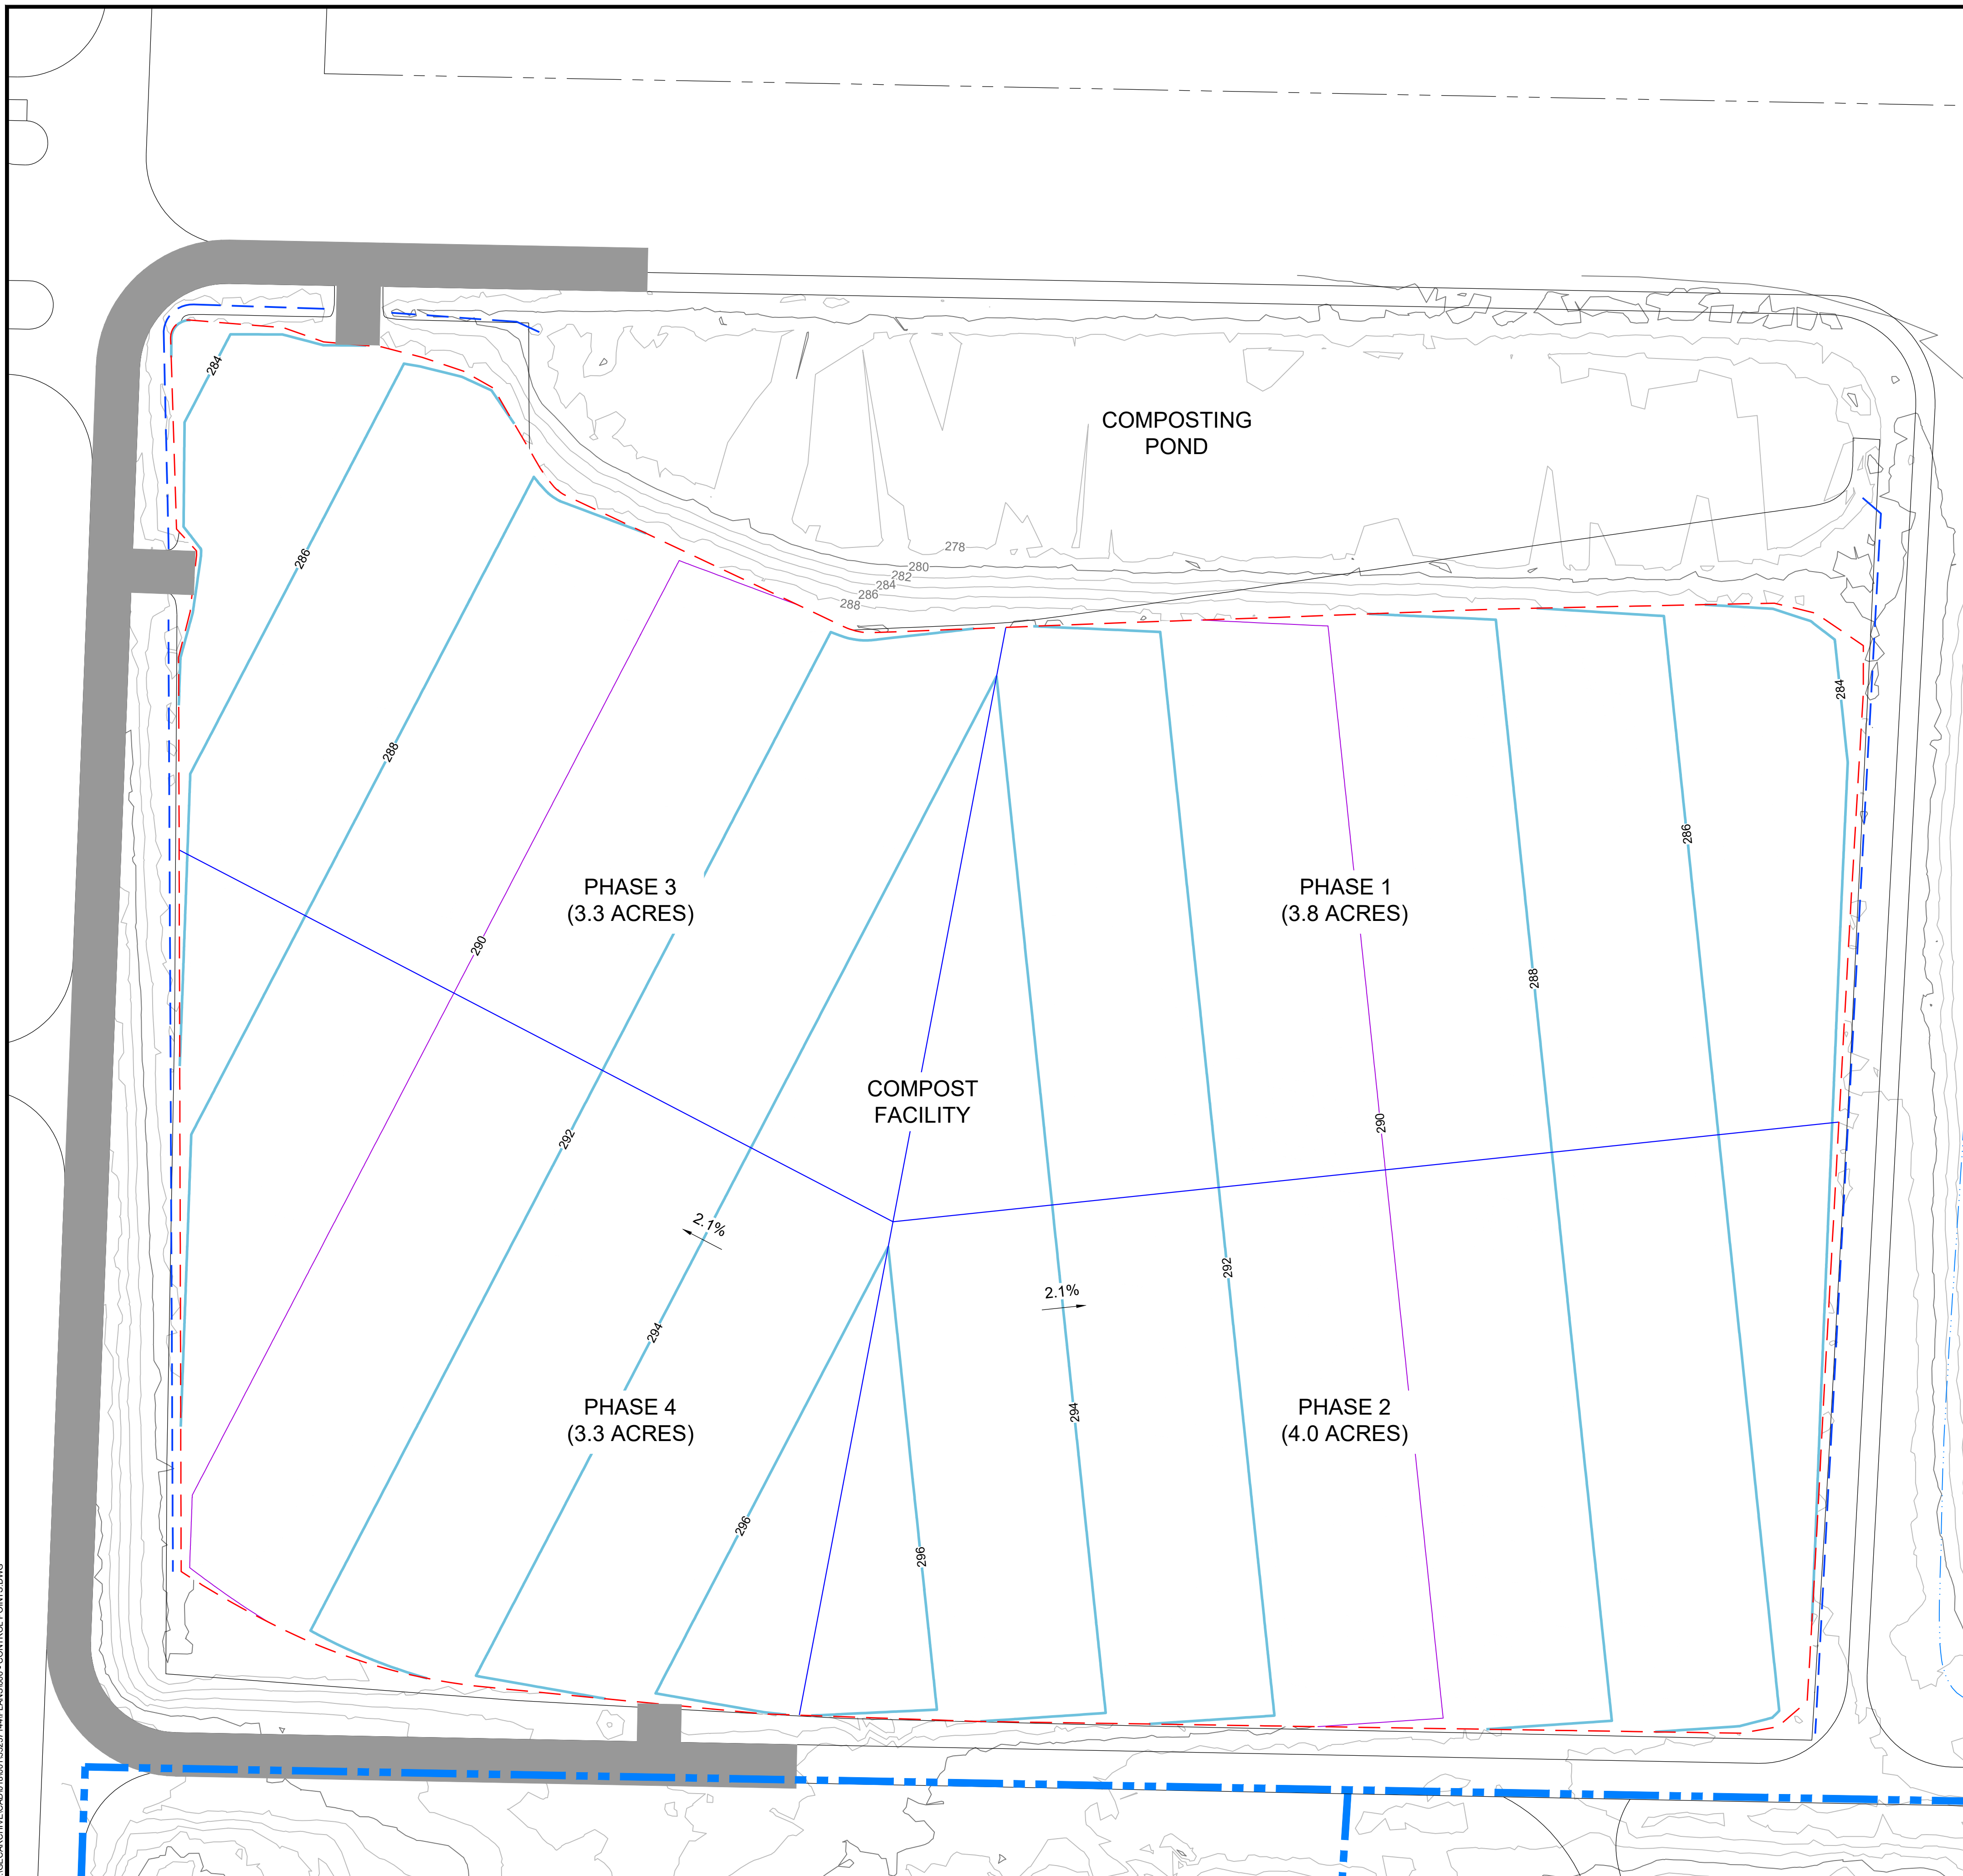 284
COMPOSTING
POND
286
278
280
282
284
286
288
284
288
286
PHASE 3
(3.3 ACRES)
PHASE 1
(3.8 ACRES)
290
288
COMPOST
FACILITY
292
290
2.1%
292
2.1%
294
PHASE 4
(3.3 ACRES)
294
PHASE 2
(4.0 ACRES)
296
296